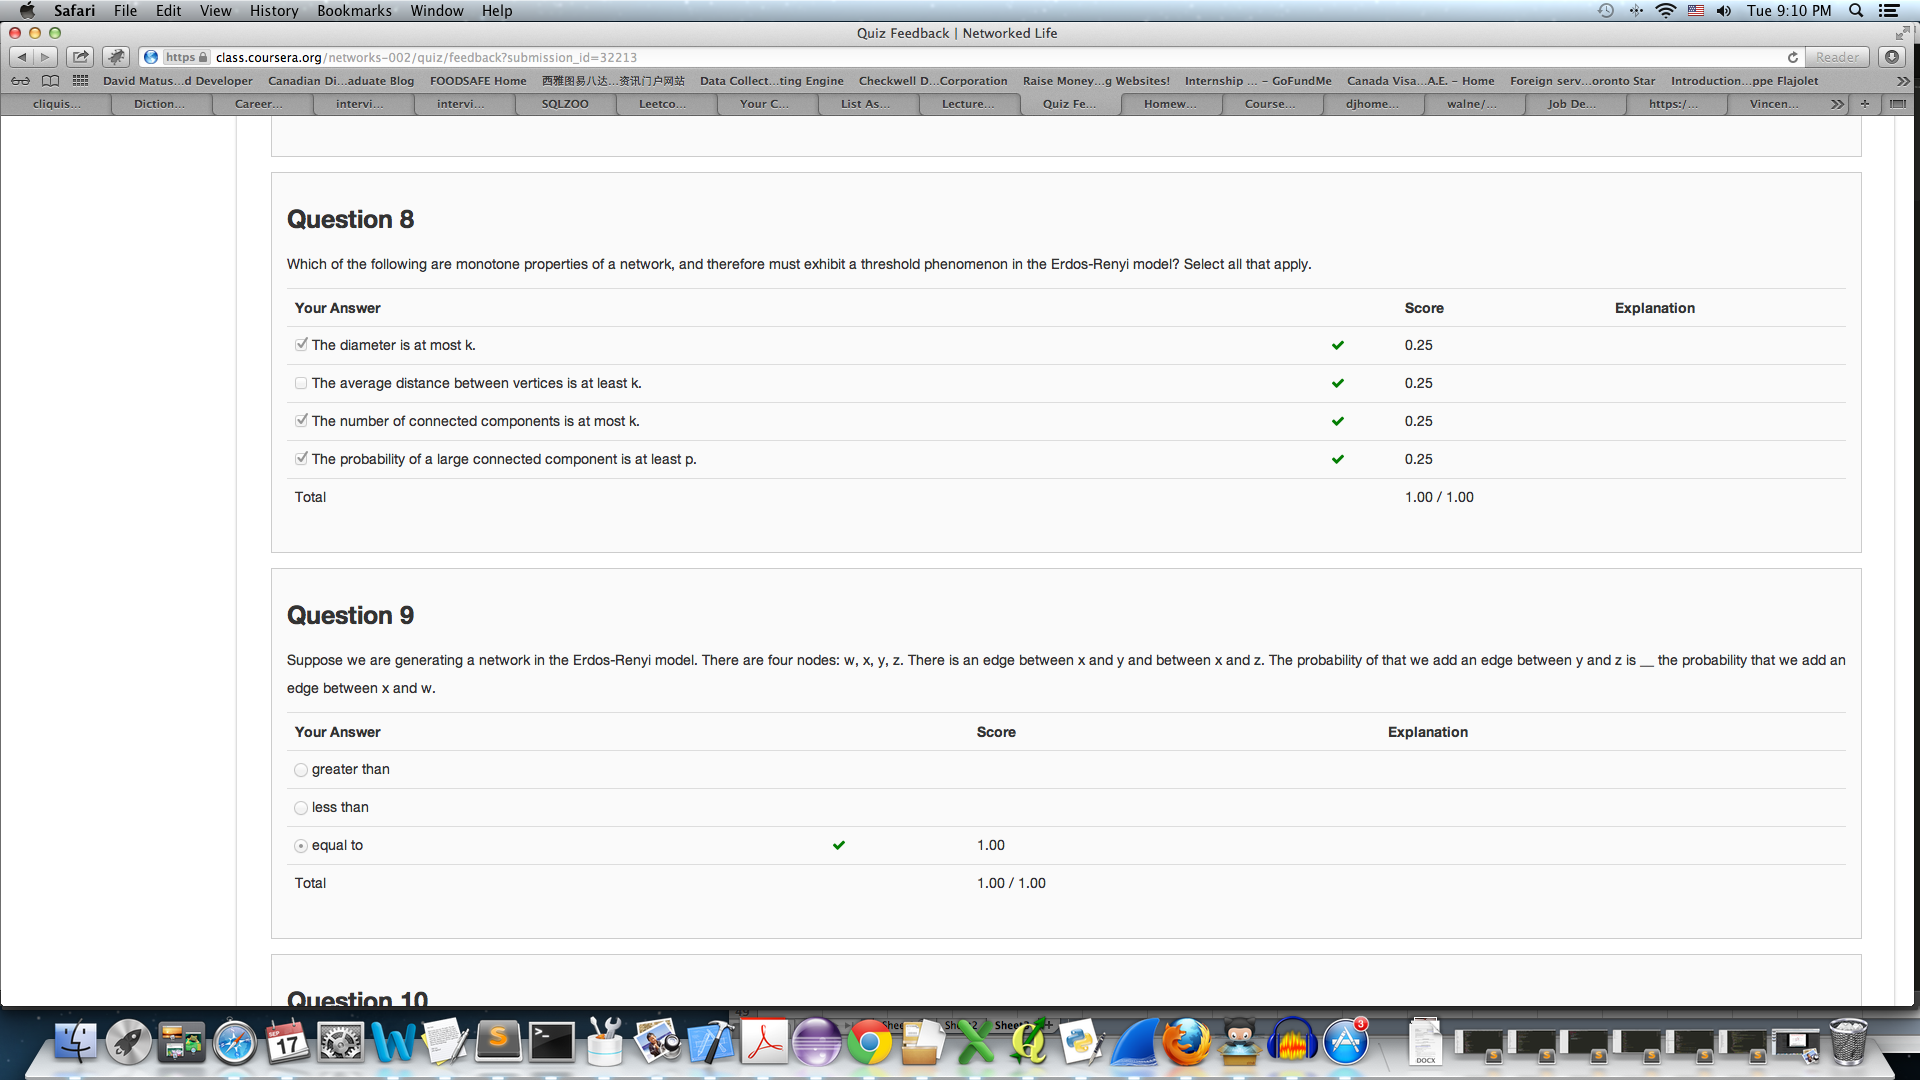 Safari File Edit View History Bookmarks Window Help Tue 9:10 PM
Quiz Feedback | Networked Life
https class.coursera.org/networks-002/quiz/feedback?submission_id=32213 Reader
David Matus...d Developer Canadian Di...aduate Blog FOODSAFE Home 西雅图易八达...资讯门户网站 Data Collect...ting Engine Checkwell D...Corporation Raise Money...g Websites! Internship ... – GoFundMe Canada Visa...A.E. – Home Foreign serv...oronto Star Introduction...ppe Flajolet
cliquis... Diction... Career... intervi... intervi... SQLZOO Leetco... Your C... List As... Lecture... Quiz Fe... Homew... Course... djhome... walne/... Job De... https:/... Vincen...
Question 8
Which of the following are monotone properties of a network, and therefore must exhibit a threshold phenomenon in the Erdos-Renyi model? Select all that apply.
Your Answer Score Explanation
The diameter is at most k. 0.25
The average distance between vertices is at least k. 0.25
The number of connected components is at most k. 0.25
The probability of a large connected component is at least p. 0.25
Total 1.00 / 1.00
Question 9
Suppose we are generating a network in the Erdos-Renyi model. There are four nodes: w, x, y, z. There is an edge between x and y and between x and z. The probability of that we add an edge between y and z is __ the probability that we add an
edge between x and w.
Your Answer Score Explanation
greater than
less than
equal to 1.00
Total 1.00 / 1.00
Question 10
SEP
17
3
DOCX